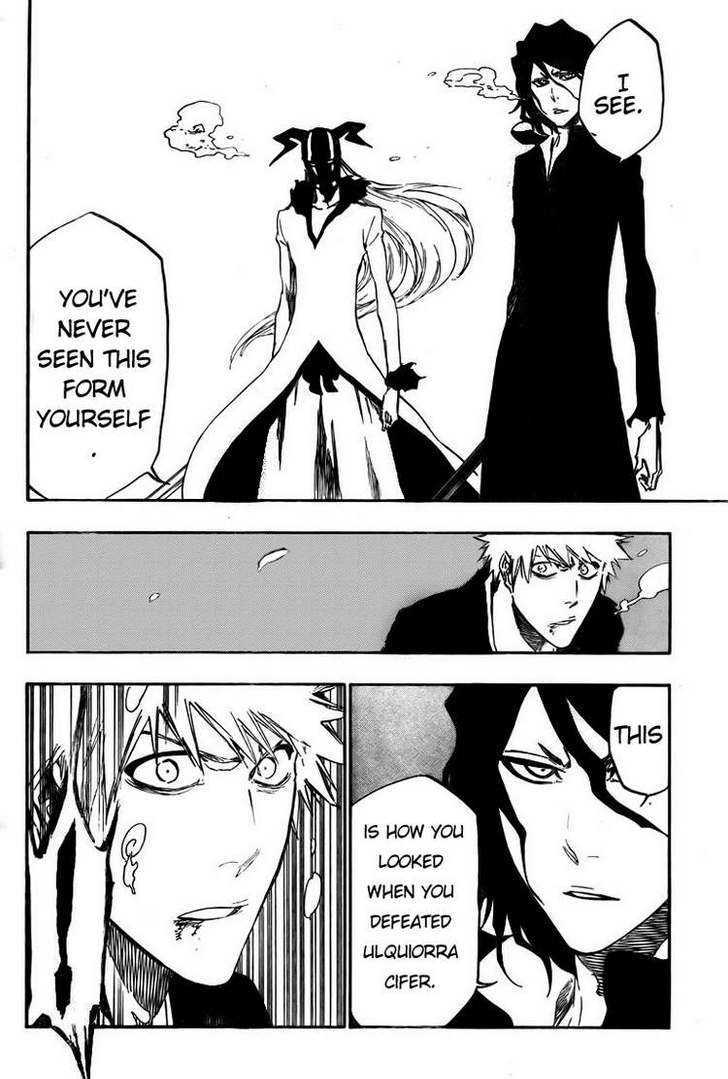 I
SEE.
YOU'VE
NEVER
SEEN THIS
FORM
YOURSELF
.
THIS
IS HOW YOU
LOOKED
WHEN YOU
DEFEATED
ULQUIORRA
CIFER.